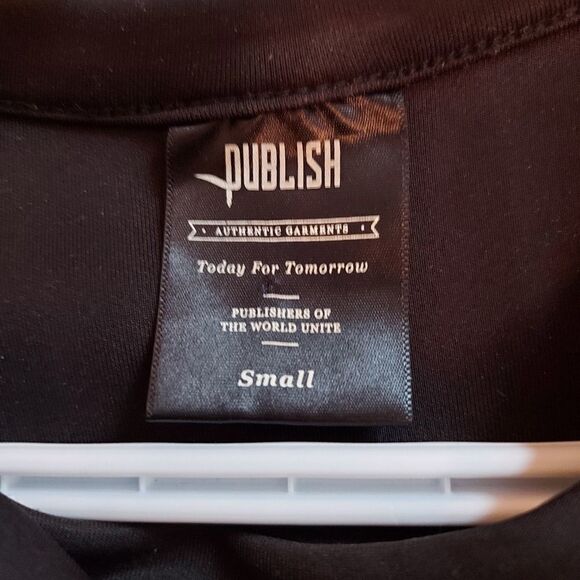 PUBLISH
• AUTHENTIC GARMENTS •
Today For Tomorrow
PUBLISHERS OF
THE WORLD UNITE
Small